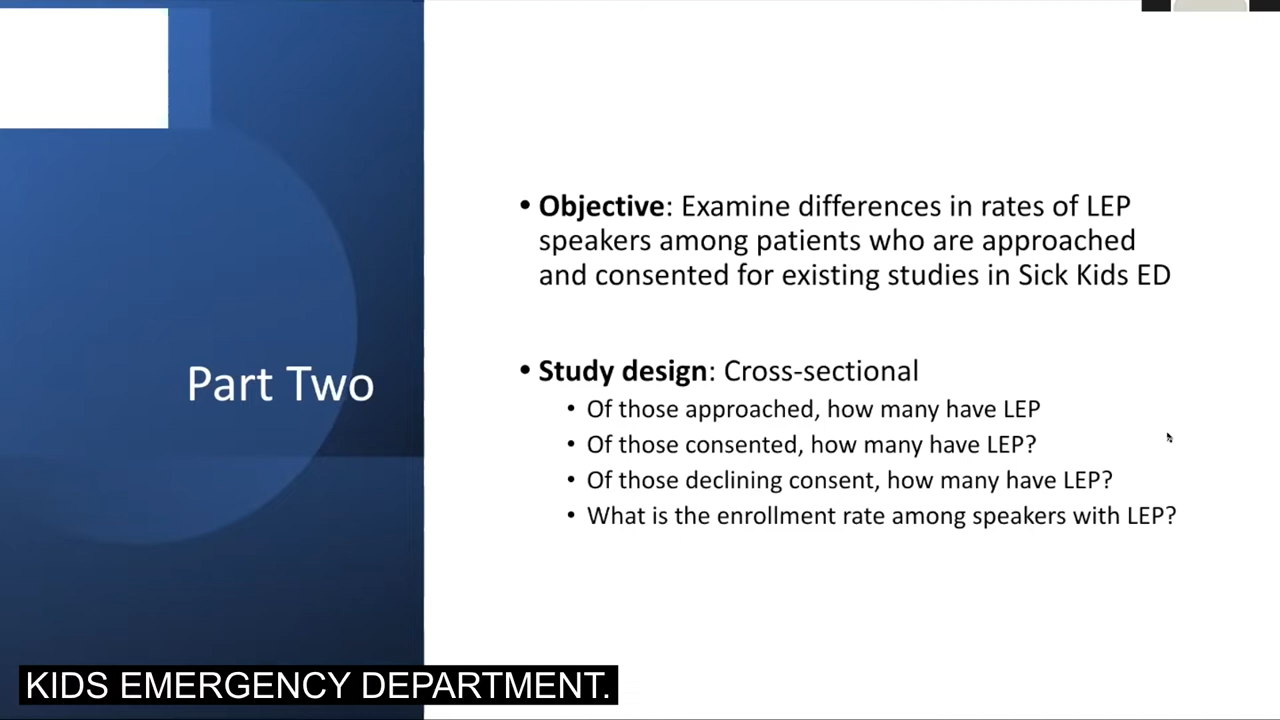 Part Two
• Objective: Examine differences in rates of LEP
speakers among patients who are approached
and consented for existing studies in Sick Kids ED
• Study design: Cross-sectional
• Of those approached, how many have LEP
• Of those consented, how many have LEP?
• Of those declining consent, how many have LEP?
• What is the enrollment rate among speakers with LEP?
KIDS EMERGENCY DEPARTMENT.